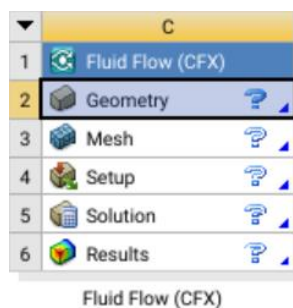 C
1 Fluid Flow (CFX)
2 Geometry ?
3 Mesh ?
4 Setup ?
5 Solution ?
6 Results ?
Fluid Flow (CFX)